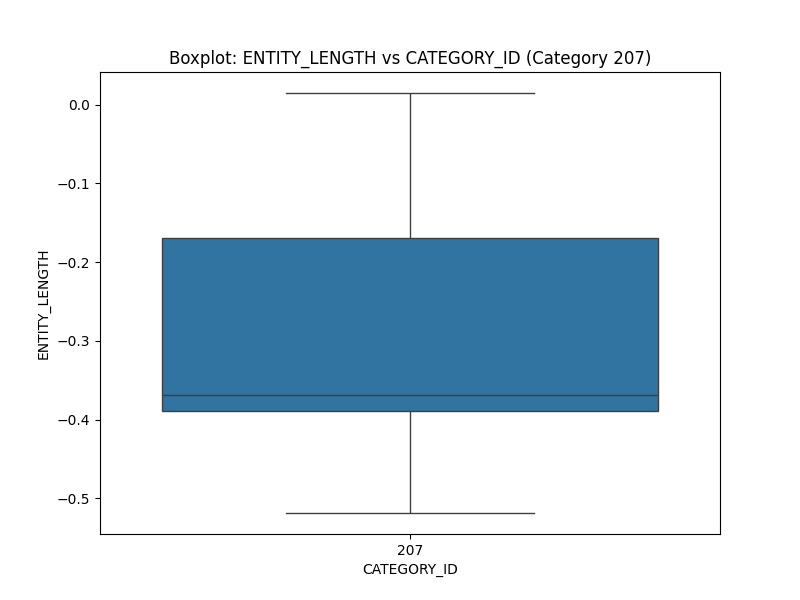 Boxplot: ENTITY_LENGTH vs CATEGORY_ID (Category 207)
0.0
−0.1
−0.2
−0.3
−0.4
−0.5
ENTITY_LENGTH
207
CATEGORY_ID